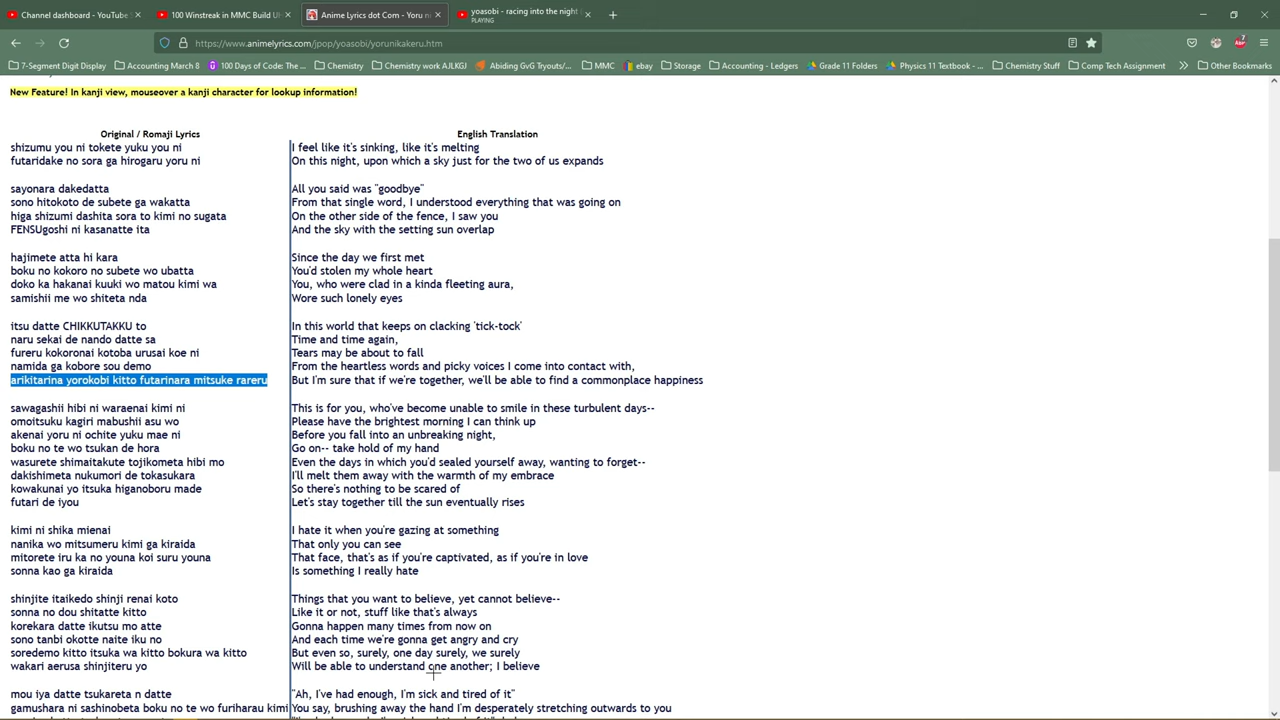 Channel dashboard - YouTube S
100 Winstreak in MMC Build U
Anime Lyrics dot Com - Yoru ni
yoasobi - racing into the night
PLAYING
https://www.animelyrics.com/jpop/yoasobi/yorunikakeru.htm
7-Segment Digit Display
Accounting March 8
100 Days of Code: The ...
Chemistry
Chemistry work AJLKGJ
Abiding GvG Tryouts/...
MMC
ebay
Storage
Accounting - Ledgers
Grade 11 Folders
Physics 11 Textbook - ...
Chemistry Stuff
Comp Tech Assignment
Other Bookmarks
New Feature! In kanji view, mouseover a kanji character for lookup information!
Original / Romaji Lyrics
shizumu you ni tokete yuku you ni
futaridake no sora ga hirogaru yoru ni
sayonara dakedatta
sono hitokoto de subete ga wakatta
higa shizumi dashita sora to kimi no sugata
FENSUgoshi ni kasanatte ita
hajimete atta hi kara
boku no kokoro no subete wo ubatta
doko ka hakanai kuuki wo matou kimi wa
samishii me wo shiteta nda
itsu datte CHIKKUTAKKU to
naru sekai de nando datte sa
fureru kokoronai kotoba urusai koe ni
namida ga kobore sou demo
arikitarina yorokobi kitto futarinara mitsuke rareru
sawagashii hibi ni waraenai kimi ni
omoitsuku kagiri mabushii asu wo
akenai yoru ni ochite yuku mae ni
boku no te wo tsukan de hora
wasurete shimaitakute tojikometa hibi mo
dakishimeta nukumori de tokasukara
kowakunai yo itsuka higanoboru made
futari de iyou
kimi ni shika mienai
nanika wo mitsumeru kimi ga kiraida
mitorete iru ka no youna koi suru youna
sonna kao ga kiraida
shinjite itaikedo shinji renai koto
sonna no dou shitatte kitto
korekara datte ikutsu mo atte
sono tanbi okotte naite iku no
soredemo kitto itsuka wa kitto bokura wa kitto
wakari aerusa shinjiteru yo
mou iya datte tsukareta n datte
gamushara ni sashinobeta boku no te wo furiharau kimi
English Translation
I feel like it's sinking, like it's melting
On this night, upon which a sky just for the two of us expands
All you said was "goodbye"
From that single word, I understood everything that was going on
On the other side of the fence, I saw you
And the sky with the setting sun overlap
Since the day we first met
You'd stolen my whole heart
You, who were clad in a kinda fleeting aura,
Wore such lonely eyes
In this world that keeps on clacking 'tick-tock'
Time and time again,
Tears may be about to fall
From the heartless words and picky voices I come into contact with,
But I'm sure that if we're together, we'll be able to find a commonplace happiness
This is for you, who've become unable to smile in these turbulent days--
Please have the brightest morning I can think up
Before you fall into an unbreaking night,
Go on-- take hold of my hand
Even the days in which you'd sealed yourself away, wanting to forget--
I'll melt them away with the warmth of my embrace
So there's nothing to be scared of
Let's stay together till the sun eventually rises
I hate it when you're gazing at something
That only you can see
That face, that's as if you're captivated, as if you're in love
Is something I really hate
Things that you want to believe, yet cannot believe--
Like it or not, stuff like that's always
Gonna happen many times from now on
And each time we're gonna get angry and cry
But even so, surely, one day surely, we surely
Will be able to understand one another; I believe
"Ah, I've had enough, I'm sick and tired of it"
You say, brushing away the hand I'm desperately stretching outwards to you